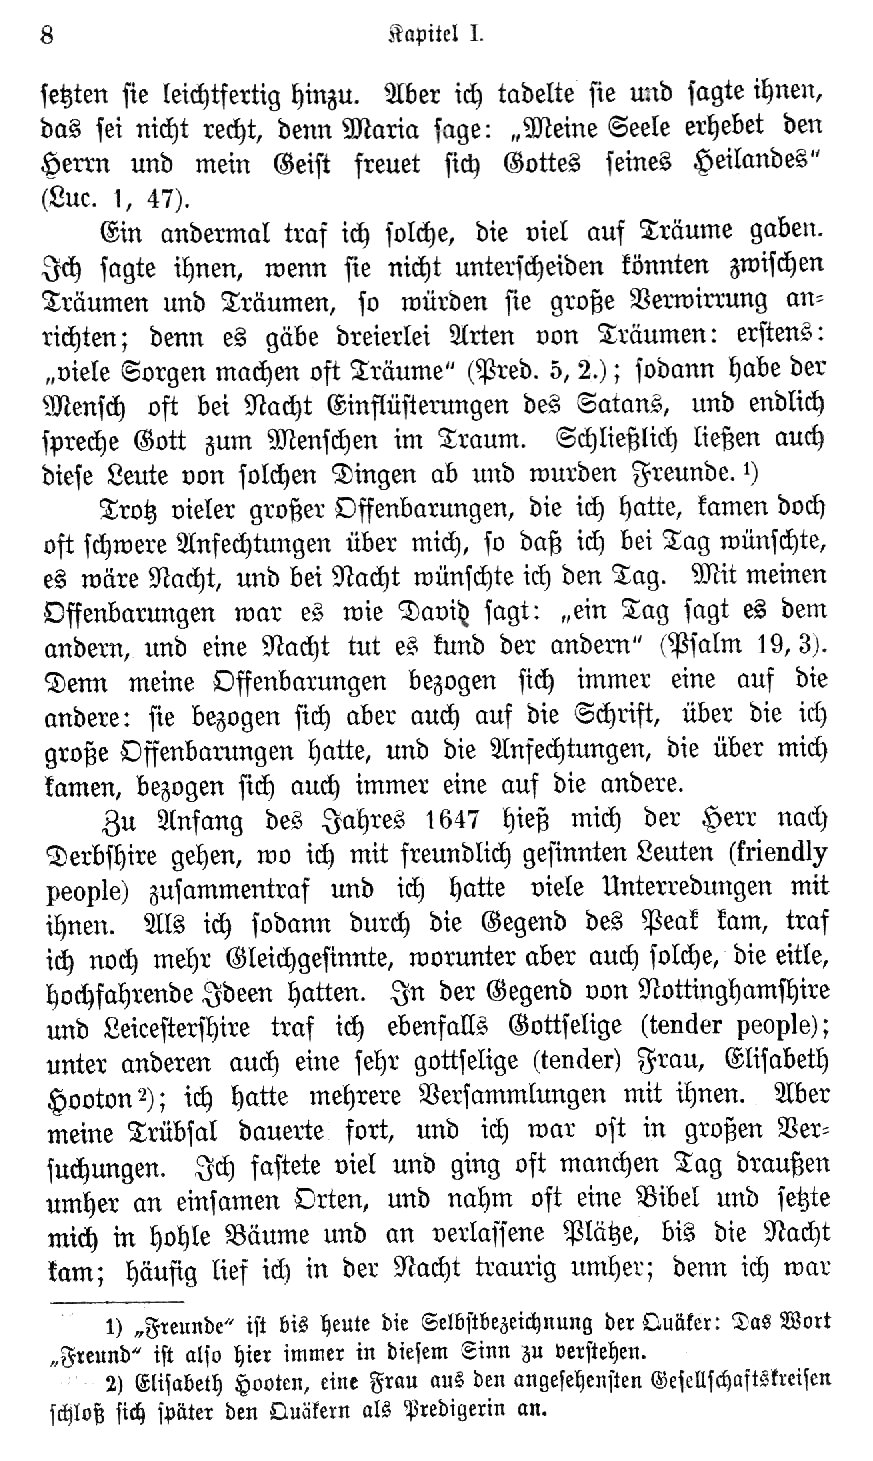 8 Kapitel I.
setzten sie leichtfertig hinzu. Aber ich tadelte sie und sagte ihnen,
das sei nicht recht, denn Maria sage: „Meine Seele erhebet den
Herrn und mein Geist freuet sich Gottes seines Heilandes“
(Luc. 1, 47).
Ein andermal traf ich solche, die viel auf Träume gaben.
Ich sagte ihnen, wenn sie nicht unterscheiden könnten zwischen
Träumen und Träumen, so würden sie große Verwirrung an-
richten; denn es gäbe dreierlei Arten von Träumen: erstens:
„viele Sorgen machen oft Träume“ (Pred. 5, 2.); sodann habe der
Mensch oft bei Nacht Einflüsterungen des Satans, und endlich
spreche Gott zum Menschen im Traum. Schließlich ließen auch
diese Leute von solchen Dingen ab und wurden Freunde.¹)
Trotz vieler großer Offenbarungen, die ich hatte, kamen doch
oft schwere Anfechtungen über mich, so daß ich bei Tag wünschte,
es wäre Nacht, und bei Nacht wünschte ich den Tag. Mit meinen
Offenbarungen war es wie David sagt: „ein Tag sagt es dem
andern, und eine Nacht tut es kund der andern“ (Psalm 19, 3).
Denn meine Offenbarungen bezogen sich immer eine auf die
andere: sie bezogen sich aber auch auf die Schrift, über die ich
große Offenbarungen hatte, und die Anfechtungen, die über mich
kamen, bezogen sich auch immer eine auf die andere.
Zu Anfang des Jahres 1647 hieß mich der Herr nach
Derbshire gehen, wo ich mit freundlich gesinnten Leuten (friendly
people) zusammentraf und ich hatte viele Unterredungen mit
ihnen. Als ich sodann durch die Gegend des Peak kam, traf
ich noch mehr Gleichgesinnte, worunter aber auch solche, die eitle,
hochfahrende Ideen hatten. In der Gegend von Nottinghamshire
und Leicestershire traf ich ebenfalls Gottselige (tender people);
unter anderen auch eine sehr gottselige (tender) Frau, Elisabeth
Hooton²); ich hatte mehrere Versammlungen mit ihnen. Aber
meine Trübsal dauerte fort, und ich war oft in großen Ver-
suchungen. Ich fastete viel und ging oft manchen Tag draußen
umher an einsamen Orten, und nahm oft eine Bibel und setzte
mich in hohle Bäume und an verlassene Plätze, bis die Nacht
kam; häufig lief ich in der Nacht traurig umher; denn ich war
1) „Freunde“ ist bis heute die Selbstbezeichnung der Quäker: Das Wort
„Freund“ ist also hier immer in diesem Sinn zu verstehen.
2) Elisabeth Hooten, eine Frau aus den angesehensten Gesellschaftskreisen
schloß sich später den Quäkern als Predigerin an.